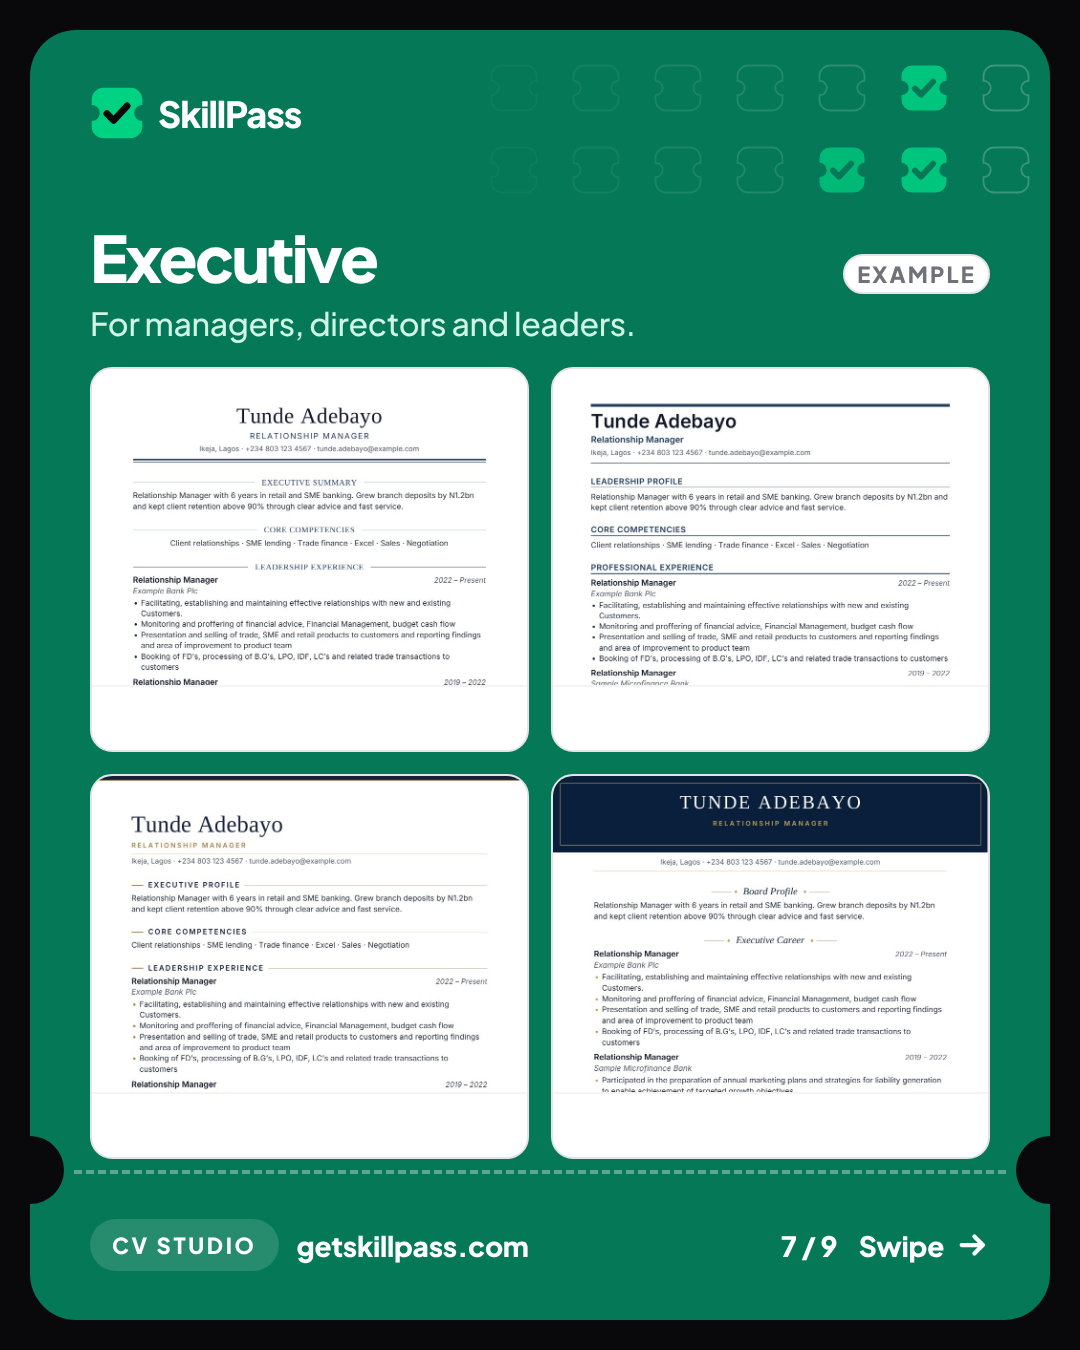 SkillPass
Executive
EXAMPLE
For managers, directors and leaders.
Tunde Adebayo
RELATIONSHIP MANAGER
Ikeja, Lagos · +234 803 123 4567 · tunde.adebayo@example.com
EXECUTIVE SUMMARY
Relationship Manager with 6 years in retail and SME banking. Grew branch deposits by N1.2bn
and kept client retention above 90% through clear advice and fast service.
CORE COMPETENCIES
Client relationships · SME lending · Trade finance · Excel · Sales · Negotiation
LEADERSHIP EXPERIENCE
Relationship Manager 2022 – Present
Example Bank Plc
• Facilitating, establishing and maintaining effective relationships with new and existing
Customers.
• Monitoring and proffering of financial advice, Financial Management, budget cash flow
• Presentation and selling of trade, SME and retail products to customers and reporting findings
and area of improvement to product team
• Booking of FD's, processing of B.G's, LPO, IDF, LC's and related trade transactions to
customers
Relationship Manager 2019 – 2022
Tunde Adebayo
Relationship Manager
Ikeja, Lagos · +234 803 123 4567 · tunde.adebayo@example.com
LEADERSHIP PROFILE
Relationship Manager with 6 years in retail and SME banking. Grew branch deposits by N1.2bn and
kept client retention above 90% through clear advice and fast service.
CORE COMPETENCIES
Client relationships · SME lending · Trade finance · Excel · Sales · Negotiation
PROFESSIONAL EXPERIENCE
Relationship Manager 2022 – Present
Example Bank Plc
• Facilitating, establishing and maintaining effective relationships with new and existing
Customers.
• Monitoring and proffering of financial advice, Financial Management, budget cash flow
• Presentation and selling of trade, SME and retail products to customers and reporting findings
and area of improvement to product team
• Booking of FD's, processing of B.G's, LPO, IDF, LC's and related trade transactions to customers
Relationship Manager 2019 – 2022
Sample Microfinance Bank
Tunde Adebayo
RELATIONSHIP MANAGER
Ikeja, Lagos · +234 803 123 4567 · tunde.adebayo@example.com
EXECUTIVE PROFILE
Relationship Manager with 6 years in retail and SME banking. Grew branch deposits by N1.2bn
and kept client retention above 90% through clear advice and fast service.
CORE COMPETENCIES
Client relationships · SME lending · Trade finance · Excel · Sales · Negotiation
LEADERSHIP EXPERIENCE
Relationship Manager 2022 – Present
Example Bank Plc
• Facilitating, establishing and maintaining effective relationships with new and existing
Customers.
• Monitoring and proffering of financial advice, Financial Management, budget cash flow
• Presentation and selling of trade, SME and retail products to customers and reporting findings
and area of improvement to product team
• Booking of FD's, processing of B.G's, LPO, IDF, LC's and related trade transactions to
customers
Relationship Manager 2019 – 2022
TUNDE ADEBAYO
RELATIONSHIP MANAGER
Ikeja, Lagos · +234 803 123 4567 · tunde.adebayo@example.com
Board Profile
Relationship Manager with 6 years in retail and SME banking. Grew branch deposits by N1.2bn
and kept client retention above 90% through clear advice and fast service.
Executive Career
Relationship Manager 2022 – Present
Example Bank Plc
• Facilitating, establishing and maintaining effective relationships with new and existing
Customers.
• Monitoring and proffering of financial advice, Financial Management, budget cash flow
• Presentation and selling of trade, SME and retail products to customers and reporting findings
and area of improvement to product team
• Booking of FD's, processing of B.G's, LPO, IDF, LC's and related trade transactions to
customers
Relationship Manager 2019 – 2022
Sample Microfinance Bank
• Participated in the preparation of annual marketing plans and strategies for liability generation
to enable achievement of targeted growth objectives
CV STUDIO getskillpass.com 7 / 9 Swipe →